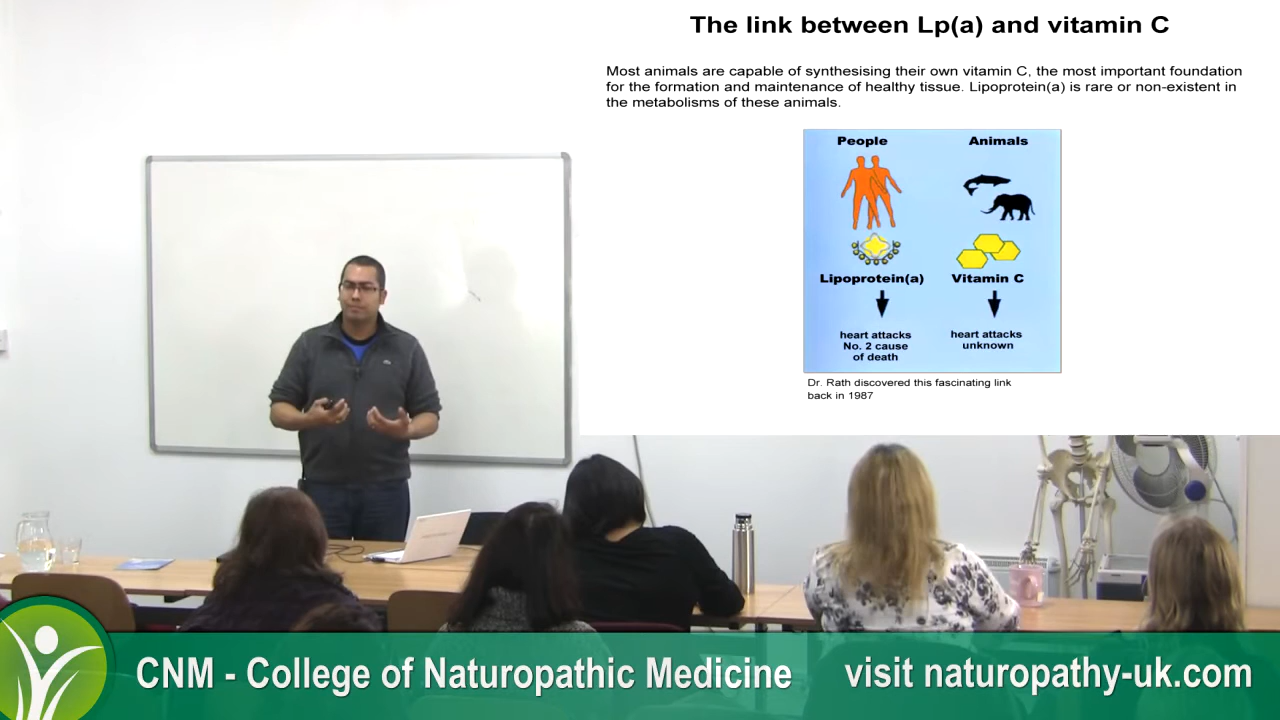 The link between Lp(a) and vitamin C
Most animals are capable of synthesising their own vitamin C, the most important foundation
for the formation and maintenance of healthy tissue. Lipoprotein(a) is rare or non-existent in
the metabolisms of these animals.
People
Animals
Lipoprotein(a)
Vitamin C
heart attacks
No. 2 cause
of death
heart attacks
unknown
Dr. Rath discovered this fascinating link
back in 1987
CNM - College of Naturopathic Medicine
visit naturopathy-uk.com